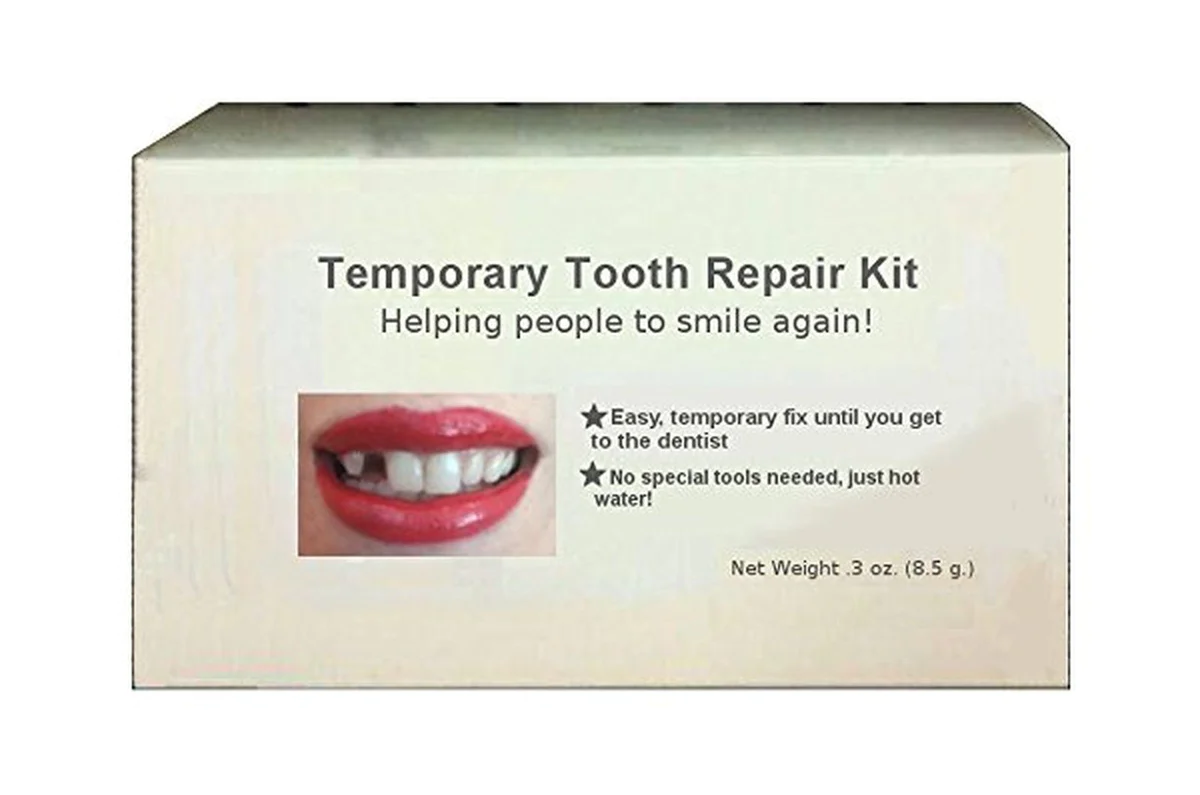 Temporary Tooth Repair Kit
Helping people to smile again!
★Easy, temporary fix until you get
to the dentist
★No special tools needed, just hot
water!
Net Weight .3 oz. (8.5 g.)